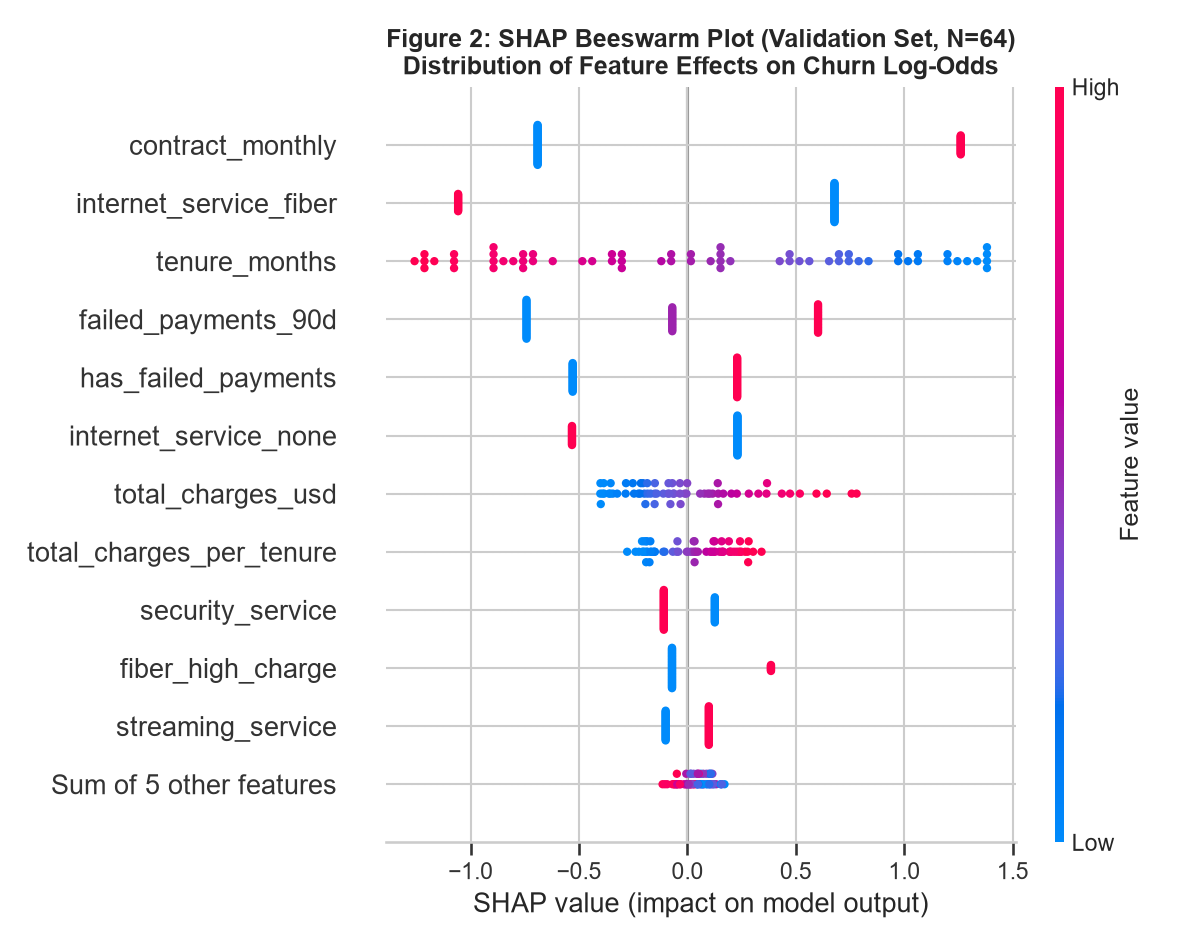 Figure 2: SHAP Beeswarm Plot (Validation Set, N=64)
Distribution of Feature Effects on Churn Log-Odds
High
contract_monthly
internet_service_fiber
tenure_months
failed_payments_90d
has_failed_payments
internet_service_none
total_charges_usd
total_charges_per_tenure
security_service
fiber_high_charge
streaming_service
Sum of 5 other features
Feature value
Low
−1.0 −0.5 0.0 0.5 1.0 1.5
SHAP value (impact on model output)